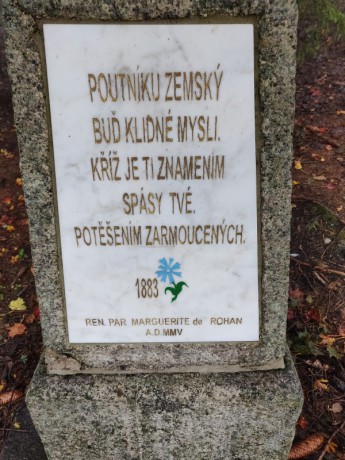 POUTNÍKU ZEMSKÝ
BUĎ KLIDNÉ MYSLI.
KŘÍŽ JE TI ZNAMENÍM
SPÁSY TVÉ.
POTĚŠENÍM ZARMOUCENÝCH.
1883
REN. PAR. MARGUERITE de ROHAN
A.D.MMV